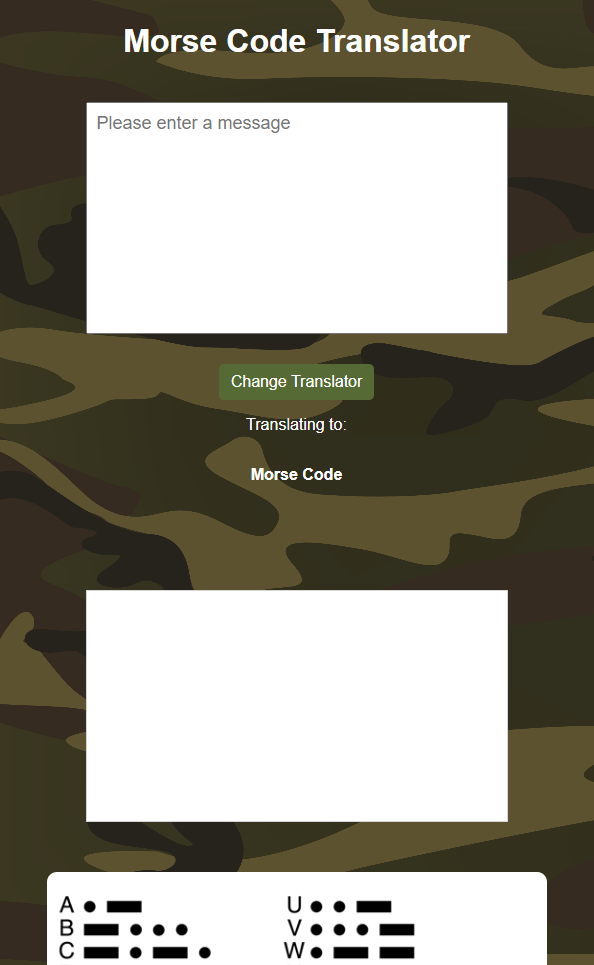 Morse Code Translator
Please enter a message
Change Translator
Translating to:
Morse Code
A U
B V
C W